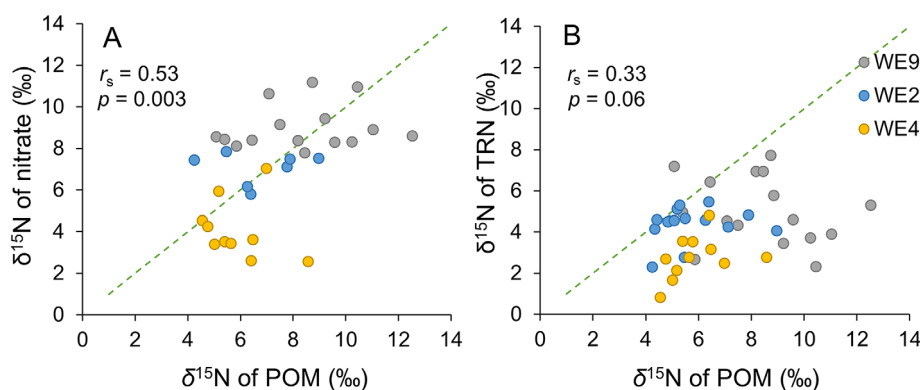 A
r_s = 0.53
p = 0.003
δ¹⁵N of nitrate (‰)
14
12
10
8
6
4
2
0
0 2 4 6 8 10 12 14
δ¹⁵N of POM (‰)
B
r_s = 0.33
p = 0.06
WE9
WE2
WE4
δ¹⁵N of TRN (‰)
14
12
10
8
6
4
2
0
0 2 4 6 8 10 12 14
δ¹⁵N of POM (‰)